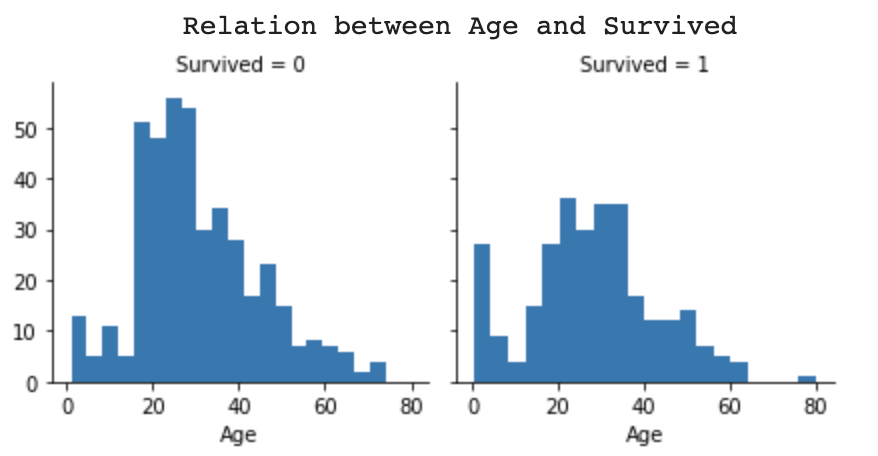 Relation between Age and Survived
Survived = 0
Survived = 1
50
40
30
20
10
0
0 20 40 60 80
0 20 40 60 80
Age
Age